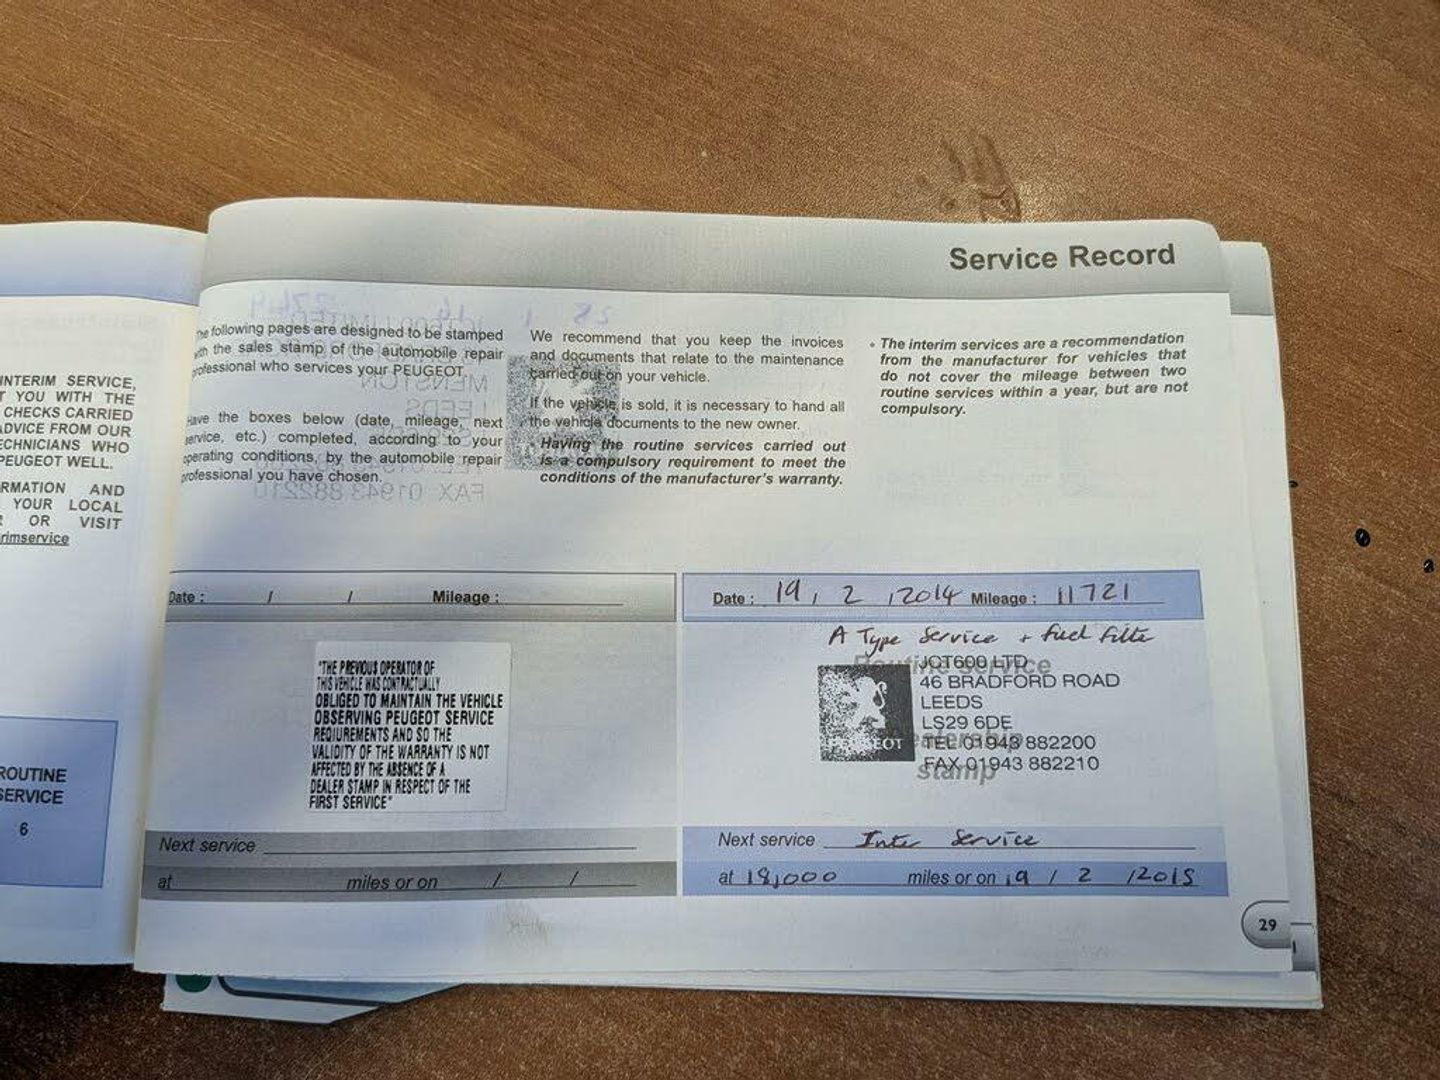 Service Record
INTERIM SERVICE,
T YOU WITH THE
CHECKS CARRIED
ADVICE FROM OUR
TECHNICIANS WHO
PEUGEOT WELL.
RMATION AND
YOUR LOCAL
R OR VISIT
rimservice
ROUTINE
SERVICE
6
The following pages are designed to be stamped
with the sales stamp of the automobile repair
professional who services your PEUGEOT.
Have the boxes below (date, mileage, next
service, etc.) completed, according to your
operating conditions, by the automobile repair
professional you have chosen.
We recommend that you keep the invoices
and documents that relate to the maintenance
carried out on your vehicle.
If the vehicle is sold, it is necessary to hand all
the vehicle documents to the new owner.
Having the routine services carried out
is a compulsory requirement to meet the
conditions of the manufacturer's warranty.
• The interim services are a recommendation
from the manufacturer for vehicles that
do not cover the mileage between two
routine services within a year, but are not
compulsory.
Date : / / Mileage :
"THE PREVIOUS OPERATOR OF
THIS VEHICLE WAS CONTRACTUALLY
OBLIGED TO MAINTAIN THE VEHICLE
OBSERVING PEUGEOT SERVICE
REQUIREMENTS AND SO THE
VALIDITY OF THE WARRANTY IS NOT
AFFECTED BY THE ABSENCE OF A
DEALER STAMP IN RESPECT OF THE
FIRST SERVICE"
Next service
at miles or on / /
Date : 19 / 2 / 2014 Mileage : 11721
A Type Service + fuel filte
Routine service
JCT600 LTD
46 BRADFORD ROAD
LEEDS
LS29 6DE
Dealership
TEL 01943 882200
FAX 01943 882210
stamp
PEUGEOT
Next service Inter Service
at 18,000 miles or on 19 / 2 / 2015
29